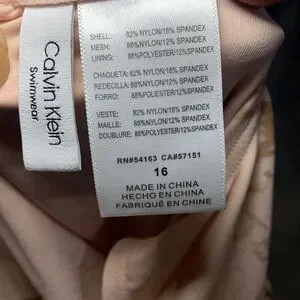 Calvin Klein
Swimwear
SHELL: 82% NYLON/18% SPANDEX
MESH: 88%NYLON/12% SPANDEX
LINING: 88%POLYESTER/12% SPANDEX
CHAQUETA: 82% NYLON/18% SPANDEX
REDECILLA: 88%NYLON/12% SPANDEX
FORRO: 88%POLYESTER/12% SPANDEX
VESTE: 82% NYLON/18% SPANDEX
MAILLE: 88%NYLON/12% SPANDEX
DOUBLURE: 88%POLYESTER/12% SPANDEX
RN#54163 CA#57151
16
MADE IN CHINA
HECHO EN CHINA
FABRIQUÉ EN CHINE